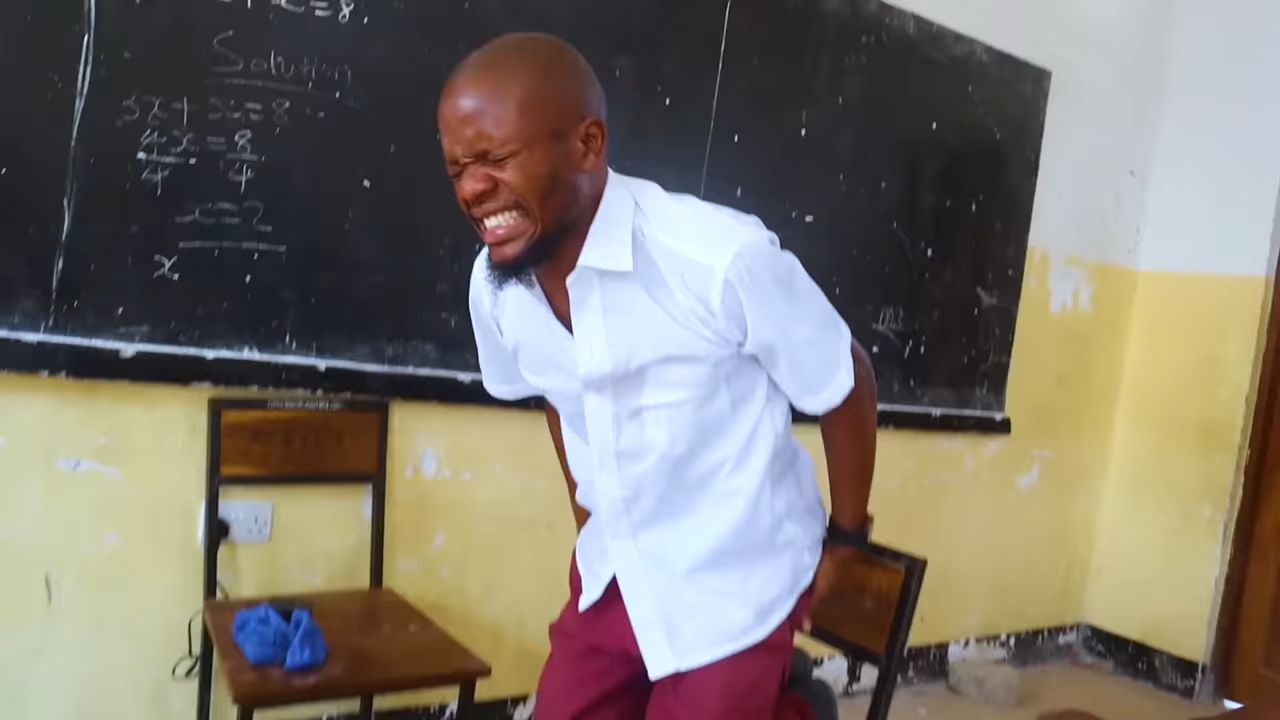 Solution
3x + x = 8
4x = 8
4 4
x = 2
x